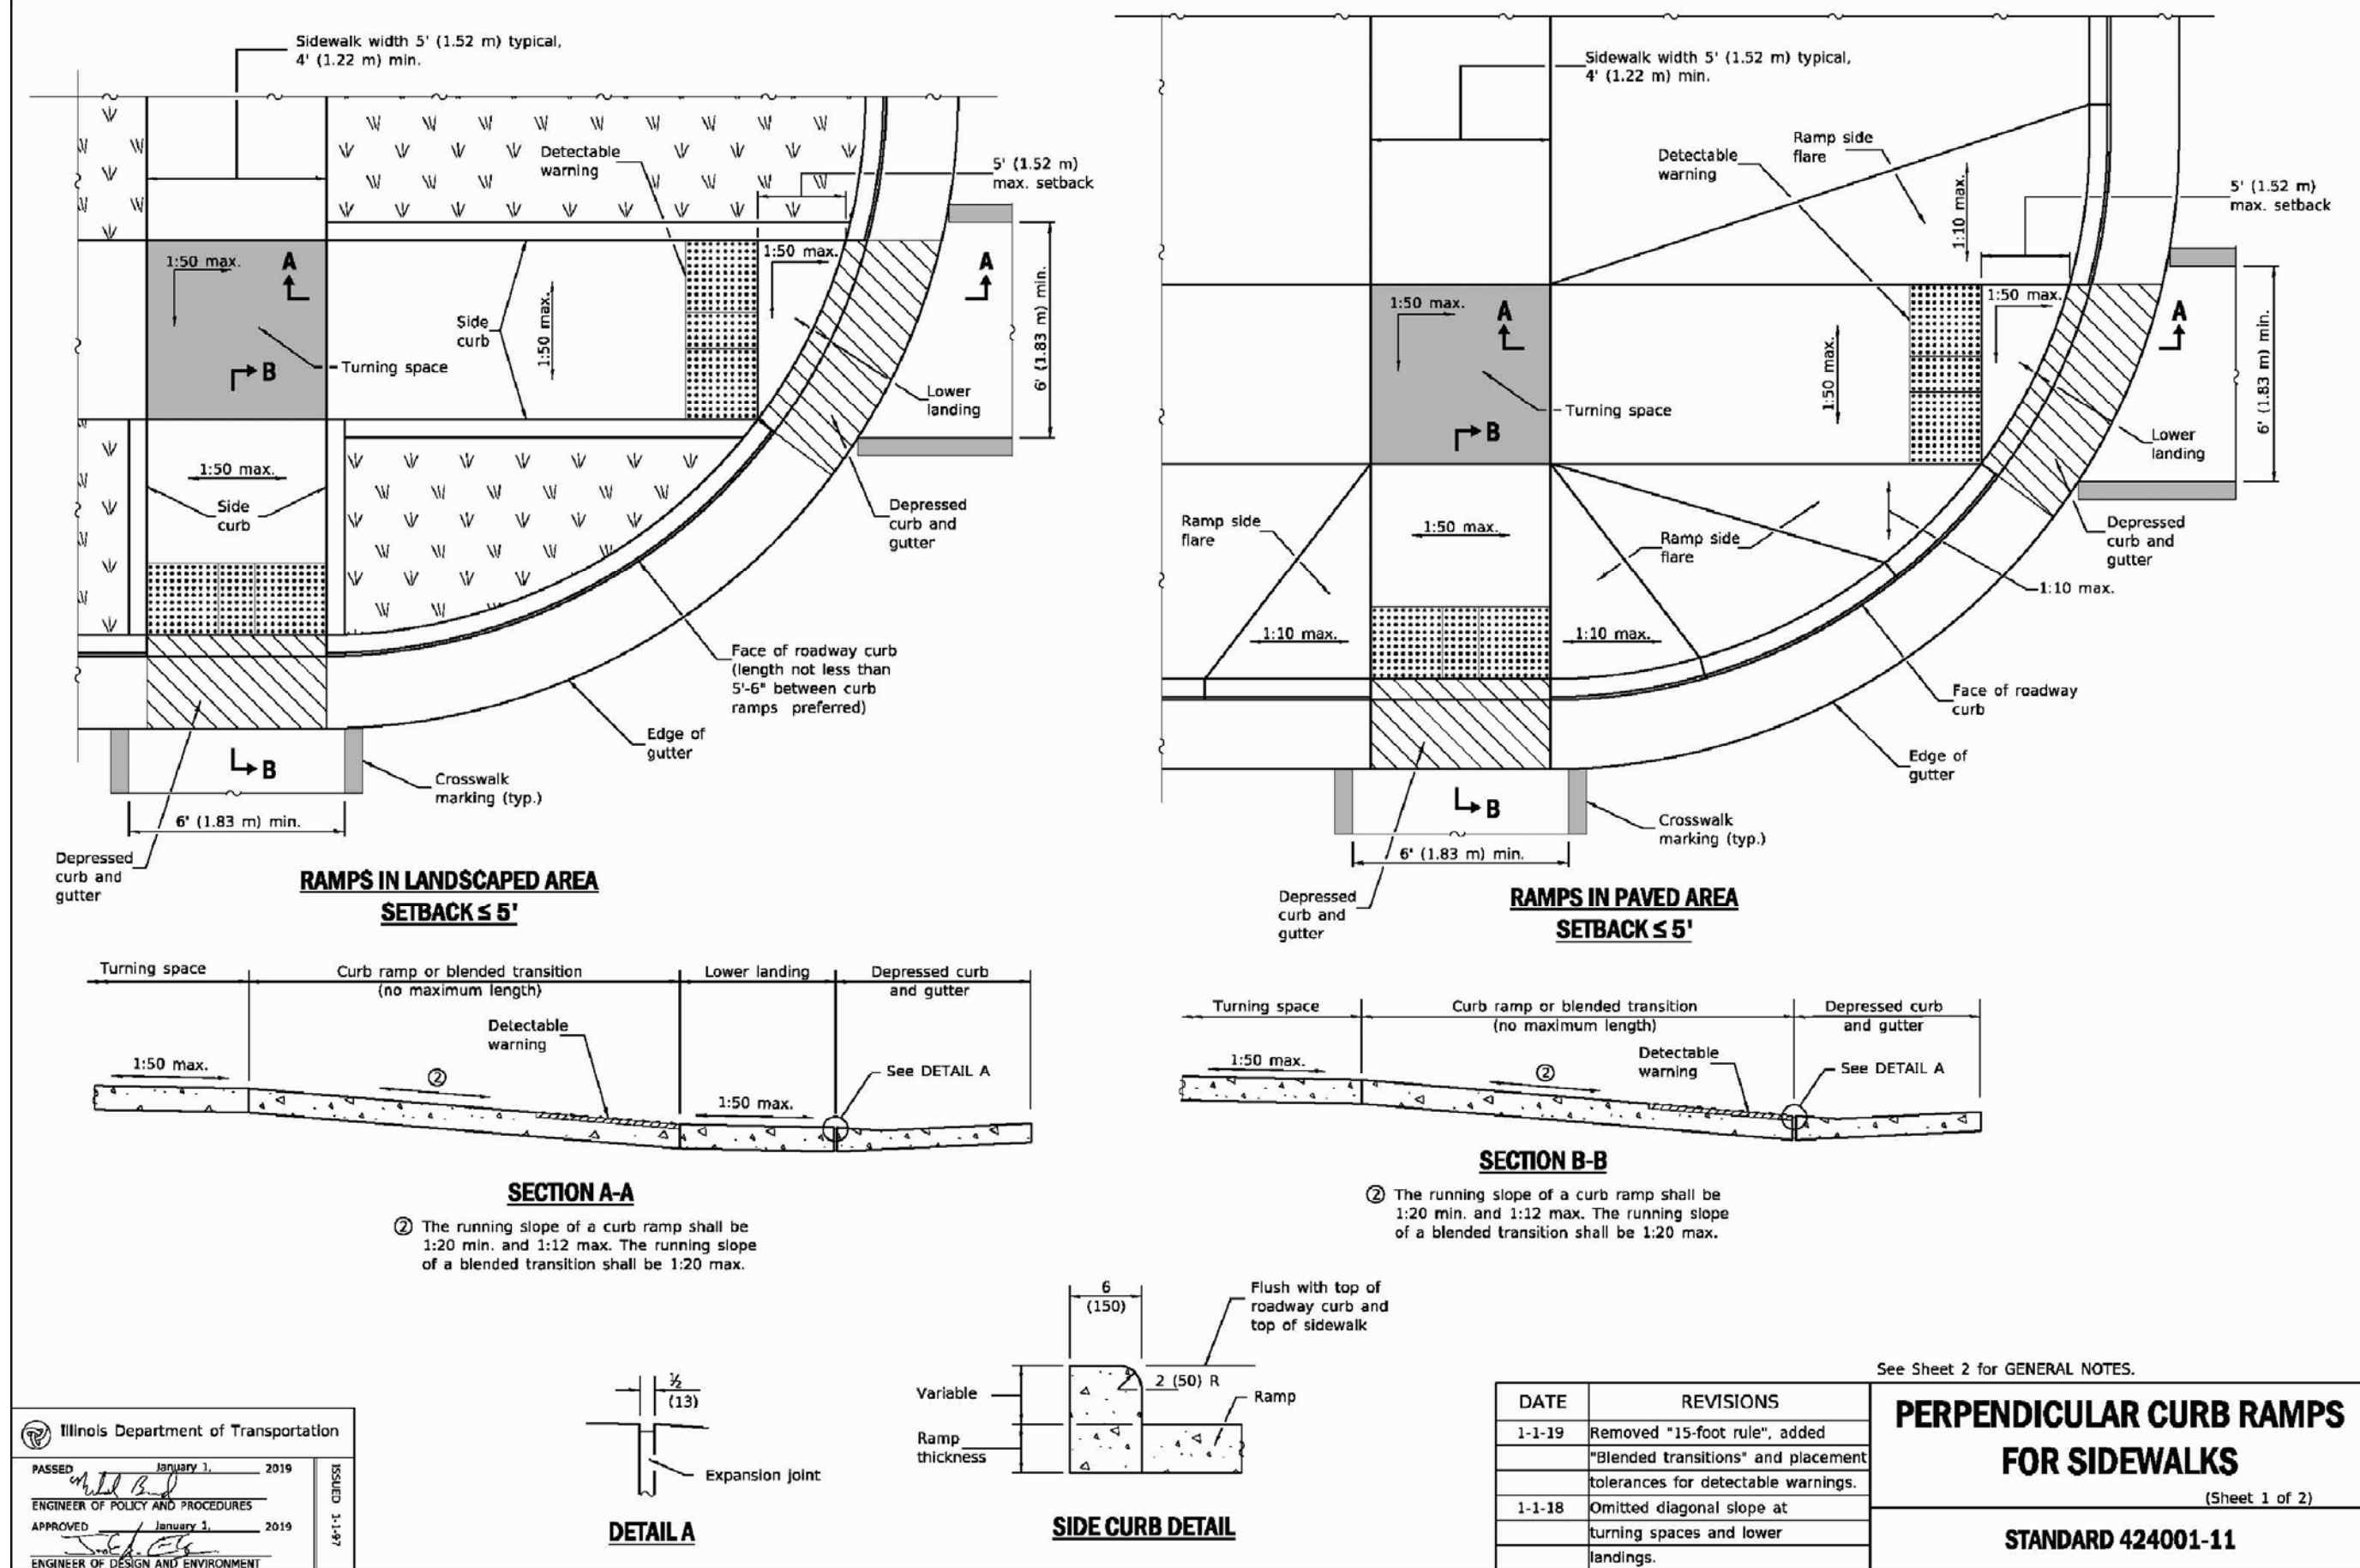 Sidewalk width 5' (1.52 m) typical,
4' (1.22 m) min.
Detectable
warning
5' (1.52 m)
max. setback
1:50 max.
A
1:50 max.
A
Side
curb
1:50 max.
6' (1.83 m) min.
B
Turning space
Lower
landing
1:50 max.
Side
curb
Depressed
curb and
gutter
Face of roadway curb
(length not less than
5'-6" between curb
ramps preferred)
Edge of
gutter
B
Crosswalk
marking (typ.)
6' (1.83 m) min.
Depressed
curb and
gutter
RAMPS IN LANDSCAPED AREA
SETBACK ≤ 5'
Sidewalk width 5' (1.52 m) typical,
4' (1.22 m) min.
Ramp side
flare
Detectable
warning
1:10 max.
5' (1.52 m)
max. setback
1:50 max.
A
1:50 max.
A
1:50 max.
6' (1.83 m) min.
Turning space
B
Lower
landing
Ramp side
flare
1:50 max.
Ramp side
flare
Depressed
curb and
gutter
1:10 max.
1:10 max.
1:10 max.
Face of roadway
curb
Edge of
gutter
B
Crosswalk
marking (typ.)
6' (1.83 m) min.
Depressed
curb and
gutter
RAMPS IN PAVED AREA
SETBACK ≤ 5'
Turning space
Curb ramp or blended transition
(no maximum length)
Lower landing
Depressed curb
and gutter
Detectable
warning
1:50 max.
②
1:50 max.
See DETAIL A
SECTION A-A
② The running slope of a curb ramp shall be
1:20 min. and 1:12 max. The running slope
of a blended transition shall be 1:20 max.
Turning space
Curb ramp or blended transition
(no maximum length)
Depressed curb
and gutter
1:50 max.
②
Detectable
warning
See DETAIL A
SECTION B-B
② The running slope of a curb ramp shall be
1:20 min. and 1:12 max. The running slope
of a blended transition shall be 1:20 max.
½
(13)
Expansion joint
DETAIL A
6
(150)
Flush with top of
roadway curb and
top of sidewalk
Variable
2 (50) R
Ramp
Ramp
thickness
SIDE CURB DETAIL
Illinois Department of Transportation
PASSED January 1, 2019
ENGINEER OF POLICY AND PROCEDURES
APPROVED January 1, 2019
ENGINEER OF DESIGN AND ENVIRONMENT
ISSUED 1-1-97
See Sheet 2 for GENERAL NOTES.
DATE REVISIONS
1-1-19 Removed "15-foot rule", added
"Blended transitions" and placement
tolerances for detectable warnings.
1-1-18 Omitted diagonal slope at
turning spaces and lower
landings.
PERPENDICULAR CURB RAMPS
FOR SIDEWALKS
(Sheet 1 of 2)
STANDARD 424001-11